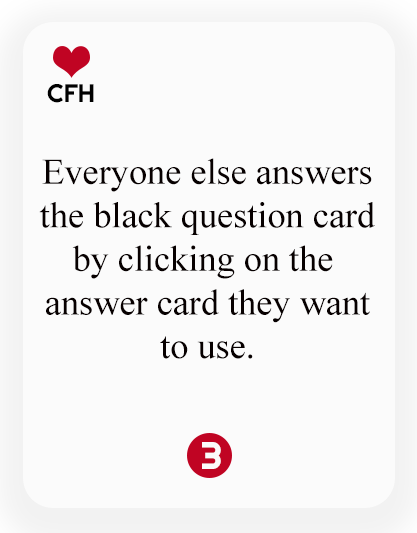 CFH
Everyone else answers
the black question card
by clicking on the
answer card they want
to use.
3